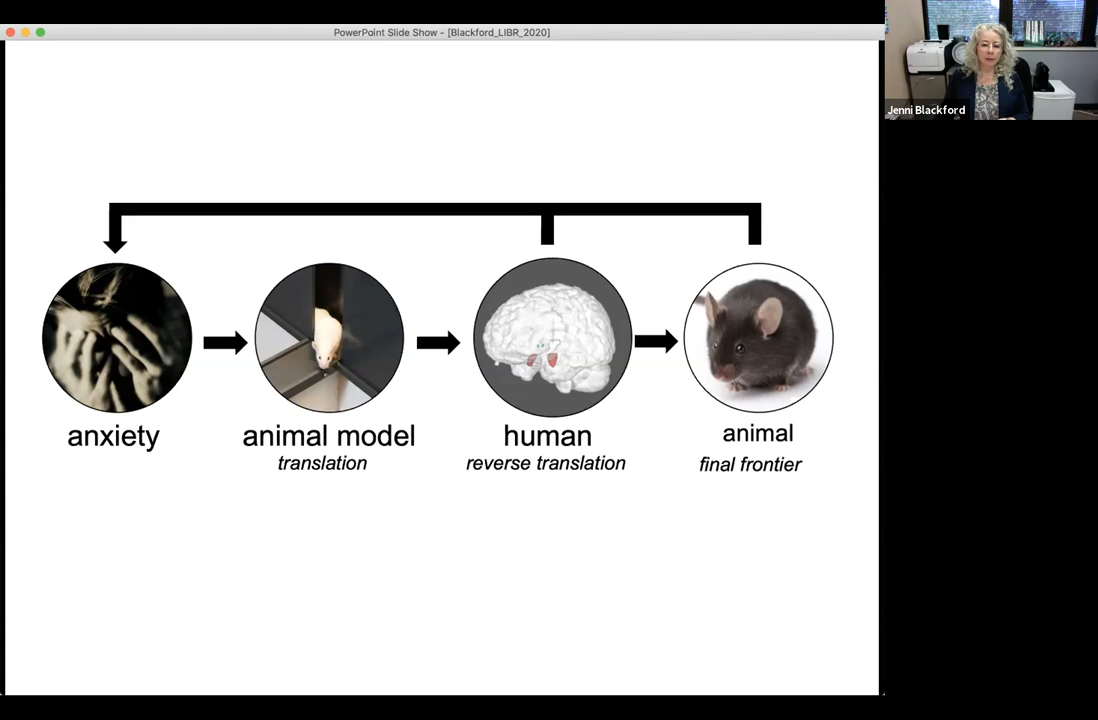 PowerPoint Slide Show - [Blackford_LIBR_2020]
Jenni Blackford
anxiety
animal model
translation
human
reverse translation
animal
final frontier